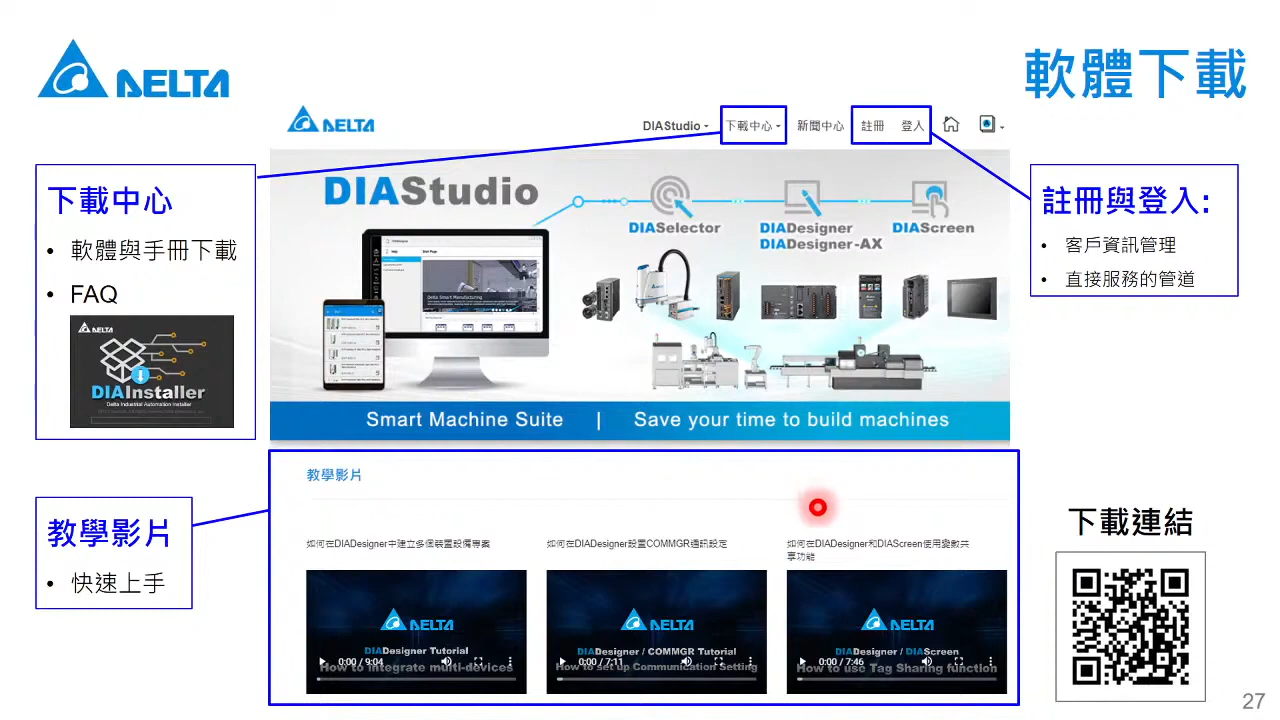 DELTA
軟體下載
DELTA
DIAStudio
下載中心
新聞中心
註冊
登入
下載中心
• 軟體與手冊下載
• FAQ
DELTA
DIAInstaller
Delta Industrial Automation Installer
DIAStudio
DIASelector
DIADesigner
DIADesigner-AX
DIAScreen
Start Page
Delta Smart Manufacturing
Smart Machine Suite | Save your time to build machines
註冊與登入:
• 客戶資訊管理
• 直接服務的管道
教學影片
• 快速上手
教學影片
如何在DIADesigner中建立多個裝置設備專案
DELTA
DIADesigner Tutorial
How to integrate multi-devices
0:00 / 9:04
如何在DIADesigner設置COMMGR通訊設定
DELTA
DIADesigner / COMMGR Tutorial
How to set up Communication Setting
0:00 / 7:11
如何在DIADesigner和DIAScreen使用變數共
享功能
DELTA
DIADesigner / DIAScreen
How to use Tag Sharing function
0:00 / 7:46
下載連結
27